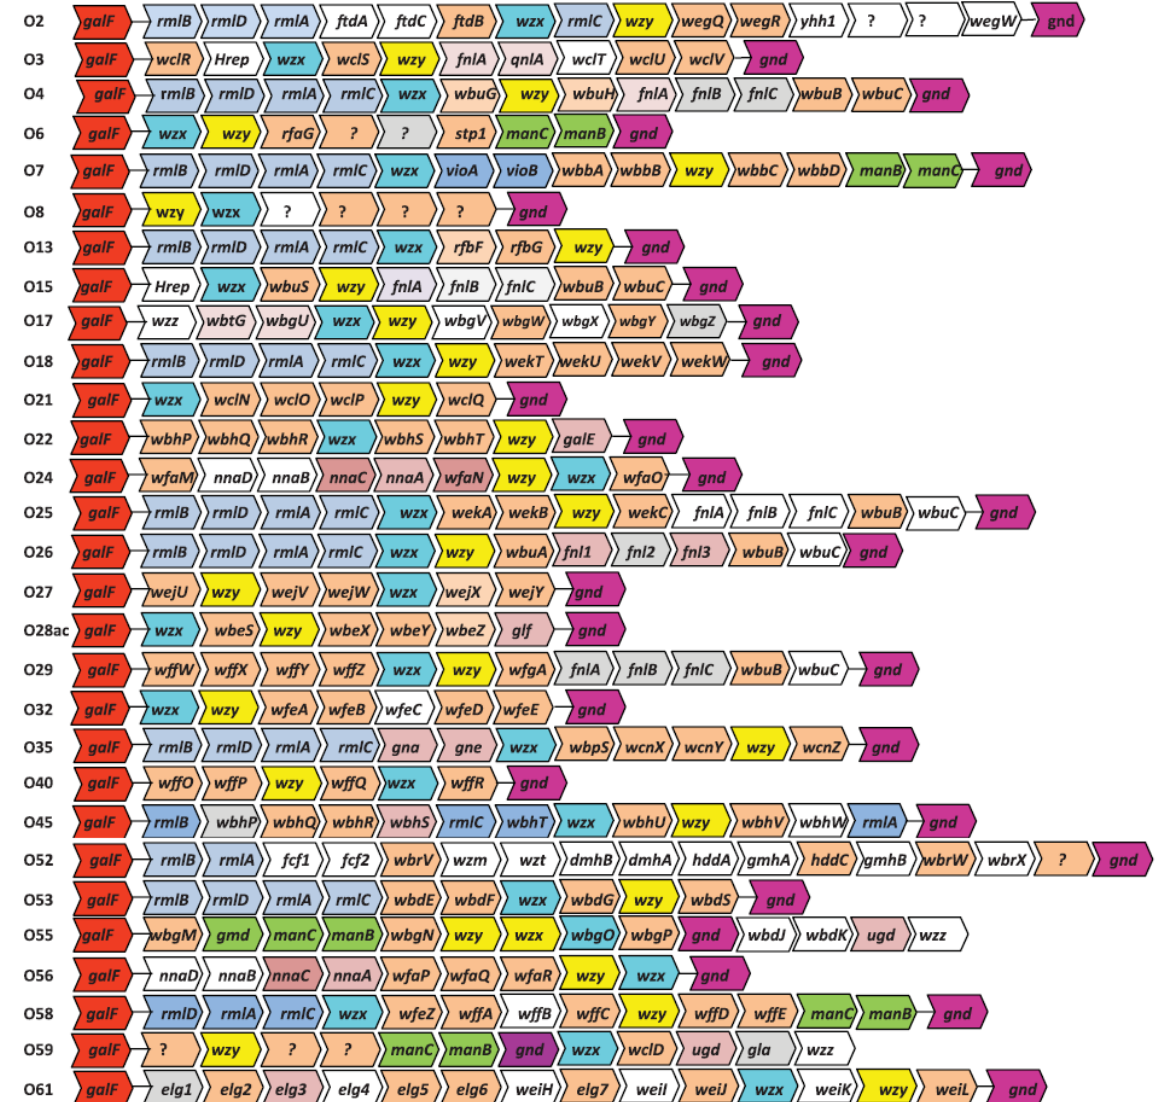 O2 galF rmlB rmlD rmlA ftdA ftdC ftdB wzx rmlC wzy wegQ wegR yhh1 ? ? wegW gnd
O3 galF wclR Hrep wzx wclS wzy fnlA qnlA wclT wclU wclV gnd
O4 galF rmlB rmlD rmlA rmlC wzx wbuG wzy wbuH fnlA fnlB fnlC wbuB wbuC gnd
O6 galF wzx wzy rfaG ? ? stp1 manC manB gnd
O7 galF rmlB rmlD rmlA rmlC wzx vioA vioB wbbA wbbB wzy wbbC wbbD manB manC gnd
O8 galF wzy wzx ? ? ? ? gnd
O13 galF rmlB rmlD rmlA rmlC wzx rfbF rfbG wzy gnd
O15 galF Hrep wzx wbuS wzy fnlA fnlB fnlC wbuB wbuC gnd
O17 galF wzz wbtG wbgU wzx wzy wbgV wbgW wbgX wbgY wbgZ gnd
O18 galF rmlB rmlD rmlA rmlC wzx wzy wekT wekU wekV wekW gnd
O21 galF wzx wclN wclO wclP wzy wclQ gnd
O22 galF wbhP wbhQ wbhR wzx wbhS wbhT wzy galE gnd
O24 galF wfaM nnaD nnaB nnaC nnaA wfaN wzy wzx wfaO gnd
O25 galF rmlB rmlD rmlA rmlC wzx wekA wekB wzy wekC fnlA fnlB fnlC wbuB wbuC gnd
O26 galF rmlB rmlD rmlA rmlC wzx wzy wbuA fnl1 fnl2 fnl3 wbuB wbuC gnd
O27 galF wejU wzy wejV wejW wzx wejX wejY gnd
O28ac galF wzx wbeS wzy wbeX wbeY wbeZ glf gnd
O29 galF wffW wffX wffY wffZ wzx wzy wfgA fnlA fnlB fnlC wbuB wbuC gnd
O32 galF wzx wzy wfeA wfeB wfeC wfeD wfeE gnd
O35 galF rmlB rmlD rmlA rmlC gna gne wzx wbpS wcnX wcnY wzy wcnZ gnd
O40 galF wffO wffP wzy wffQ wzx wffR gnd
O45 galF rmlB wbhP wbhQ wbhR wbhS rmlC wbhT wzx wbhU wzy wbhV wbhW rmlA gnd
O52 galF rmlB rmlA fcf1 fcf2 wbrV wzm wzt dmhB dmhA hddA gmhA hddC gmhB wbrW wbrX ? gnd
O53 galF rmlB rmlD rmlA rmlC wbdE wbdF wzx wbdG wzy wbdS gnd
O55 galF wbgM gmd manC manB wbgN wzy wzx wbgO wbgP gnd wbdJ wbdK ugd wzz
O56 galF nnaD nnaB nnaC nnaA wfaP wfaQ wfaR wzy wzx gnd
O58 galF rmlD rmlA rmlC wzx wfeZ wffA wffB wffC wzy wffD wffE manC manB gnd
O59 galF ? wzy ? ? manC manB gnd wzx wclD ugd gla wzz
O61 galF elg1 elg2 elg3 elg4 elg5 elg6 weiH elg7 weiI weiJ wzx weiK wzy weiL gnd